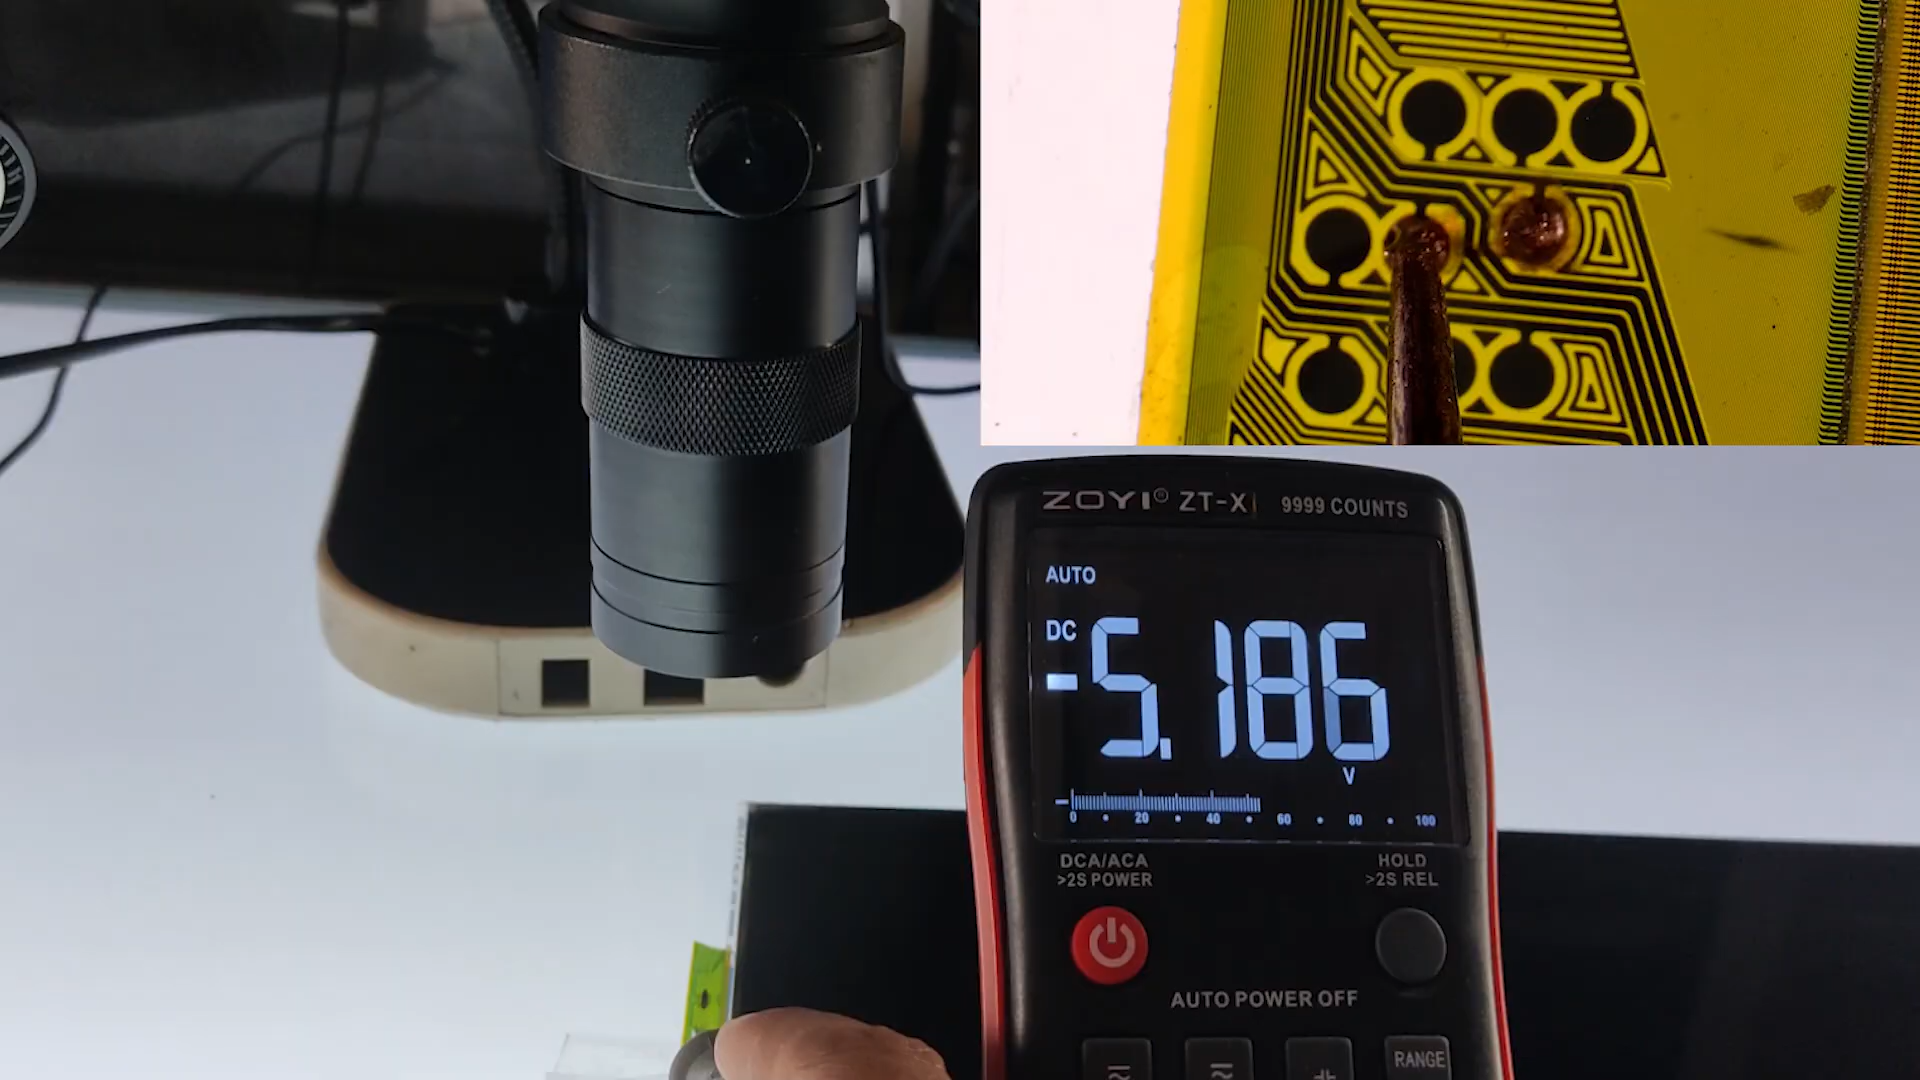 ZOYI® ZT-X 9999 COUNTS
AUTO
DC
-5.186
V
0 20 40 60 80 100
DCA/ACA
>2S POWER
HOLD
>2S REL
AUTO POWER OFF
RANGE